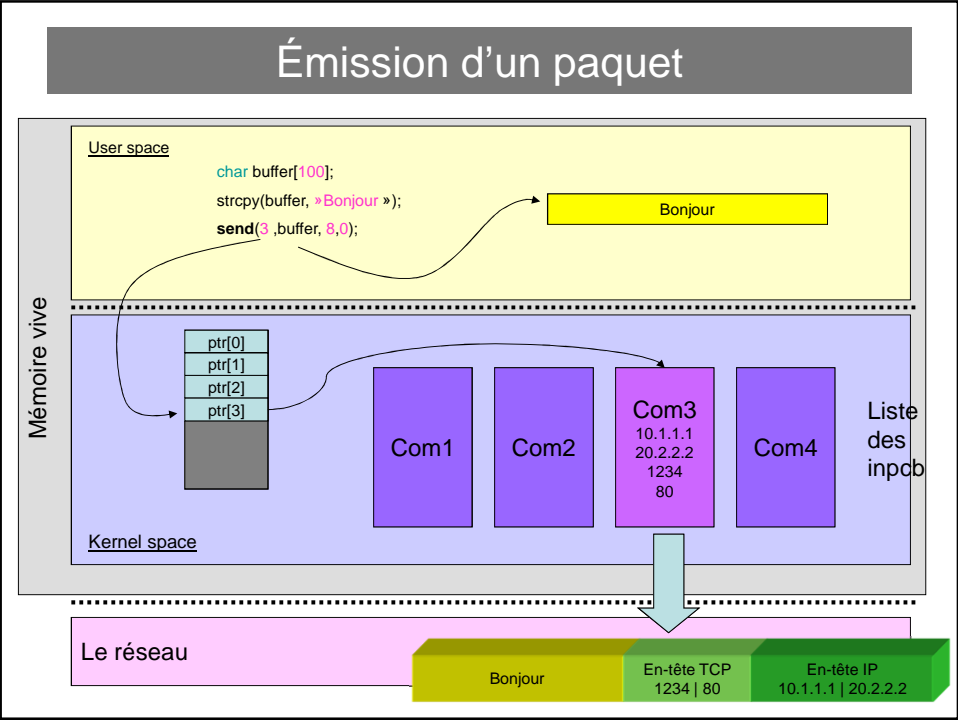 Émission d'un paquet
Mémoire vive
User space
char buffer[100];
strcpy(buffer, »Bonjour »);
send(3 ,buffer, 8,0);
Bonjour
ptr[0]
ptr[1]
ptr[2]
ptr[3]
Com1
Com2
Com3
10.1.1.1
20.2.2.2
1234
80
Com4
Liste
des
inpcb
Kernel space
Le réseau
Bonjour
En-tête TCP
1234 | 80
En-tête IP
10.1.1.1 | 20.2.2.2